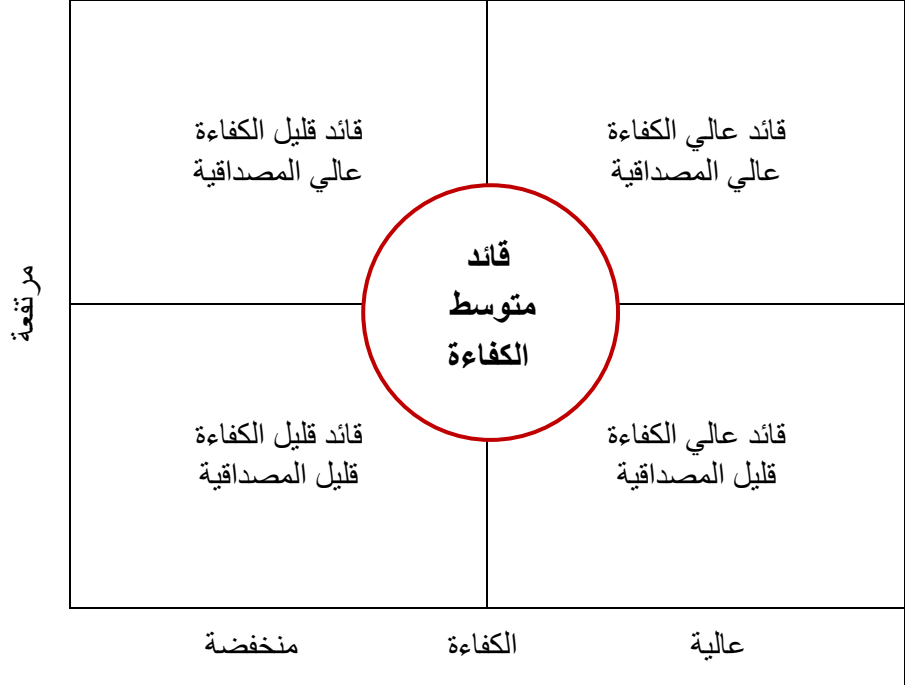 قائد عالي الكفاءة
عالي المصداقية
قائد قليل الكفاءة
عالي المصداقية
قائد
متوسط
الكفاءة
مرتفعة
قائد عالي الكفاءة
قليل المصداقية
قائد قليل الكفاءة
قليل المصداقية
عالية الكفاءة منخفضة